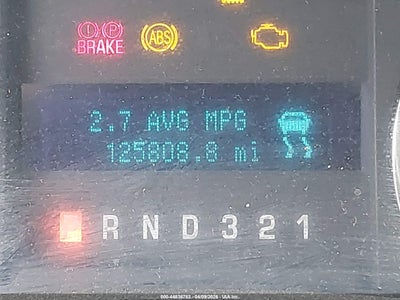 (!) (P)
BRAKE
ABS
2.7 AVG MPG
125808.8 mi
R N D 3 2 1